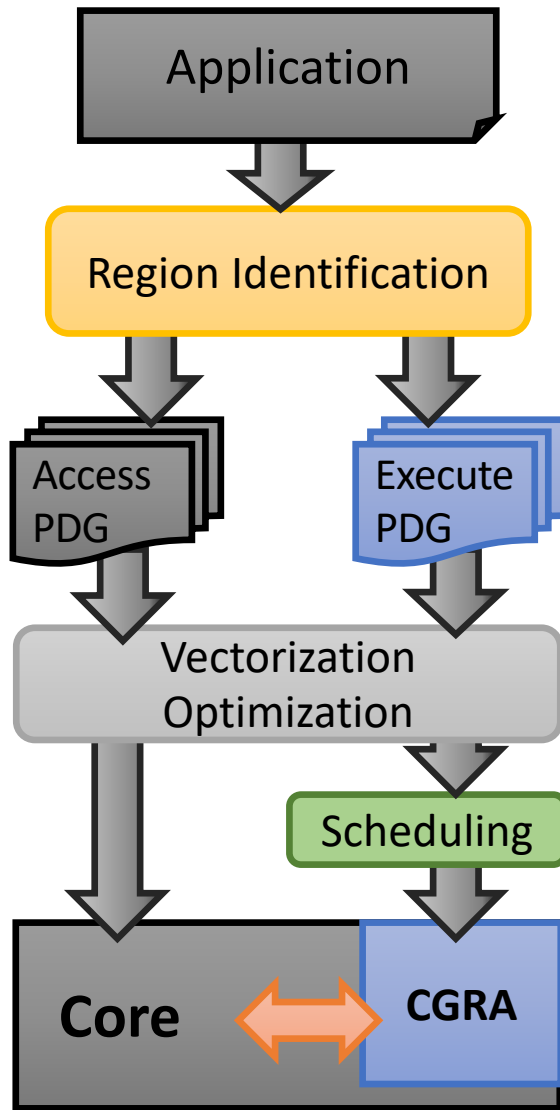 Application
Region Identification
Access
PDG
Execute
PDG
Vectorization
Optimization
Scheduling
Core
CGRA